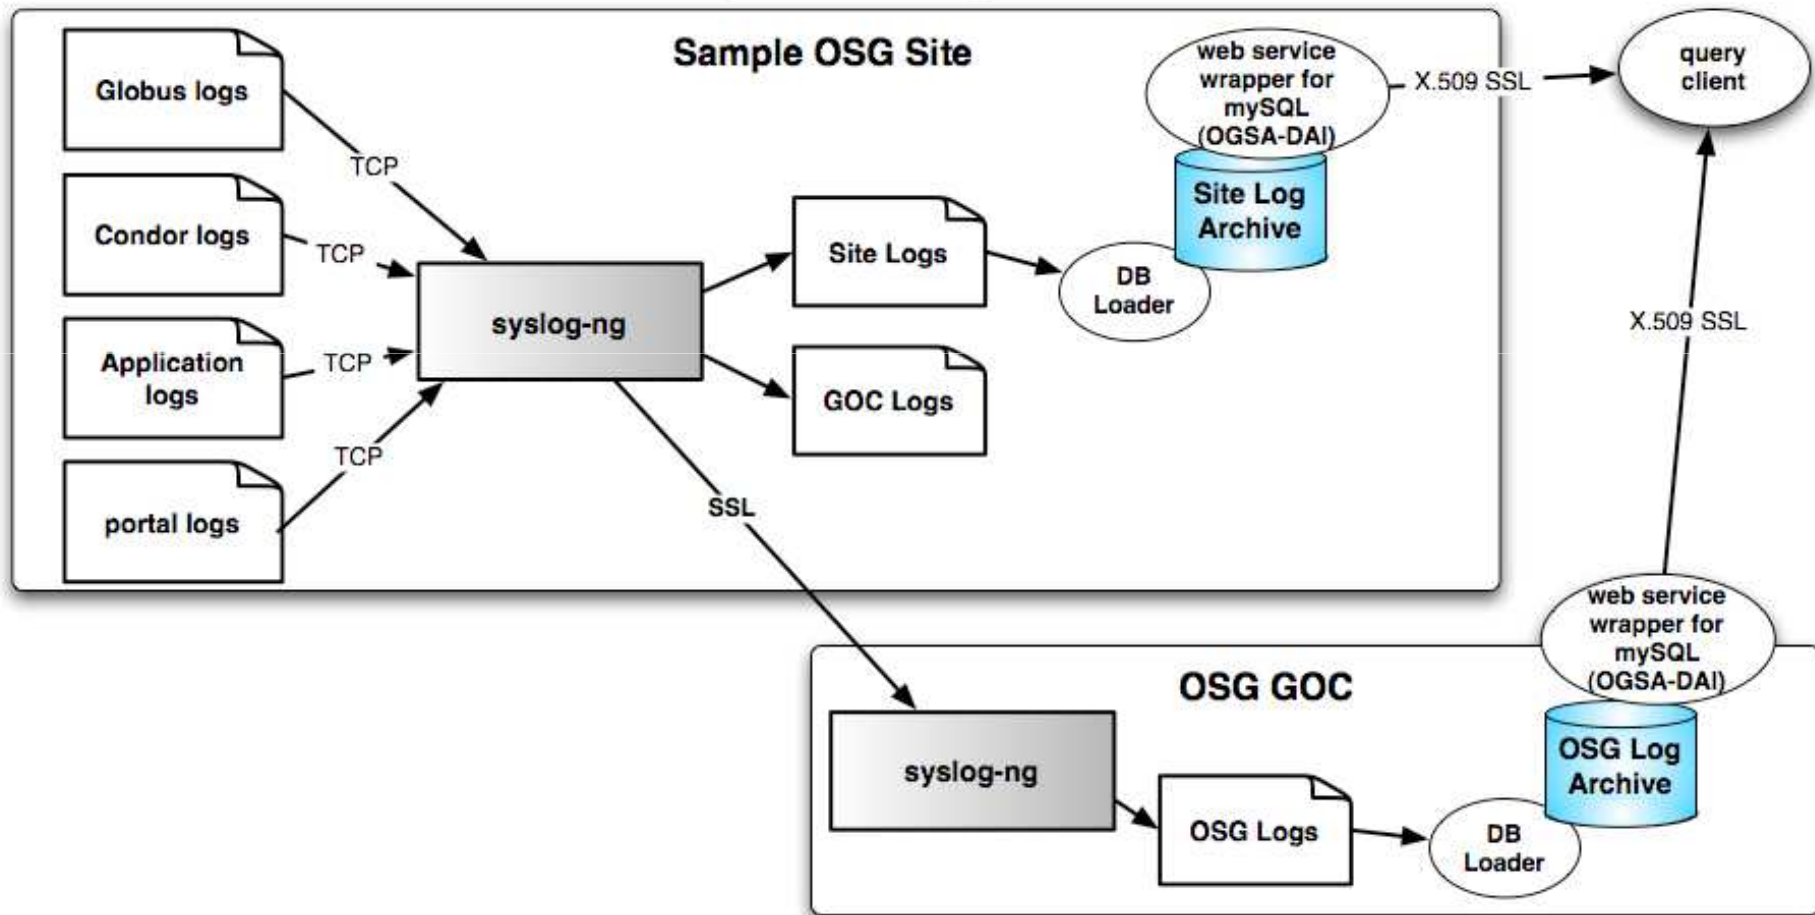 Sample OSG Site
Globus logs
TCP
Condor logs
TCP
Application
logs
TCP
portal logs
TCP
syslog-ng
Site Logs
GOC Logs
DB
Loader
Site Log
Archive
web service
wrapper for
mySQL
(OGSA-DAI)
X.509 SSL
query
client
X.509 SSL
SSL
OSG GOC
syslog-ng
OSG Logs
DB
Loader
OSG Log
Archive
web service
wrapper for
mySQL
(OGSA-DAI)